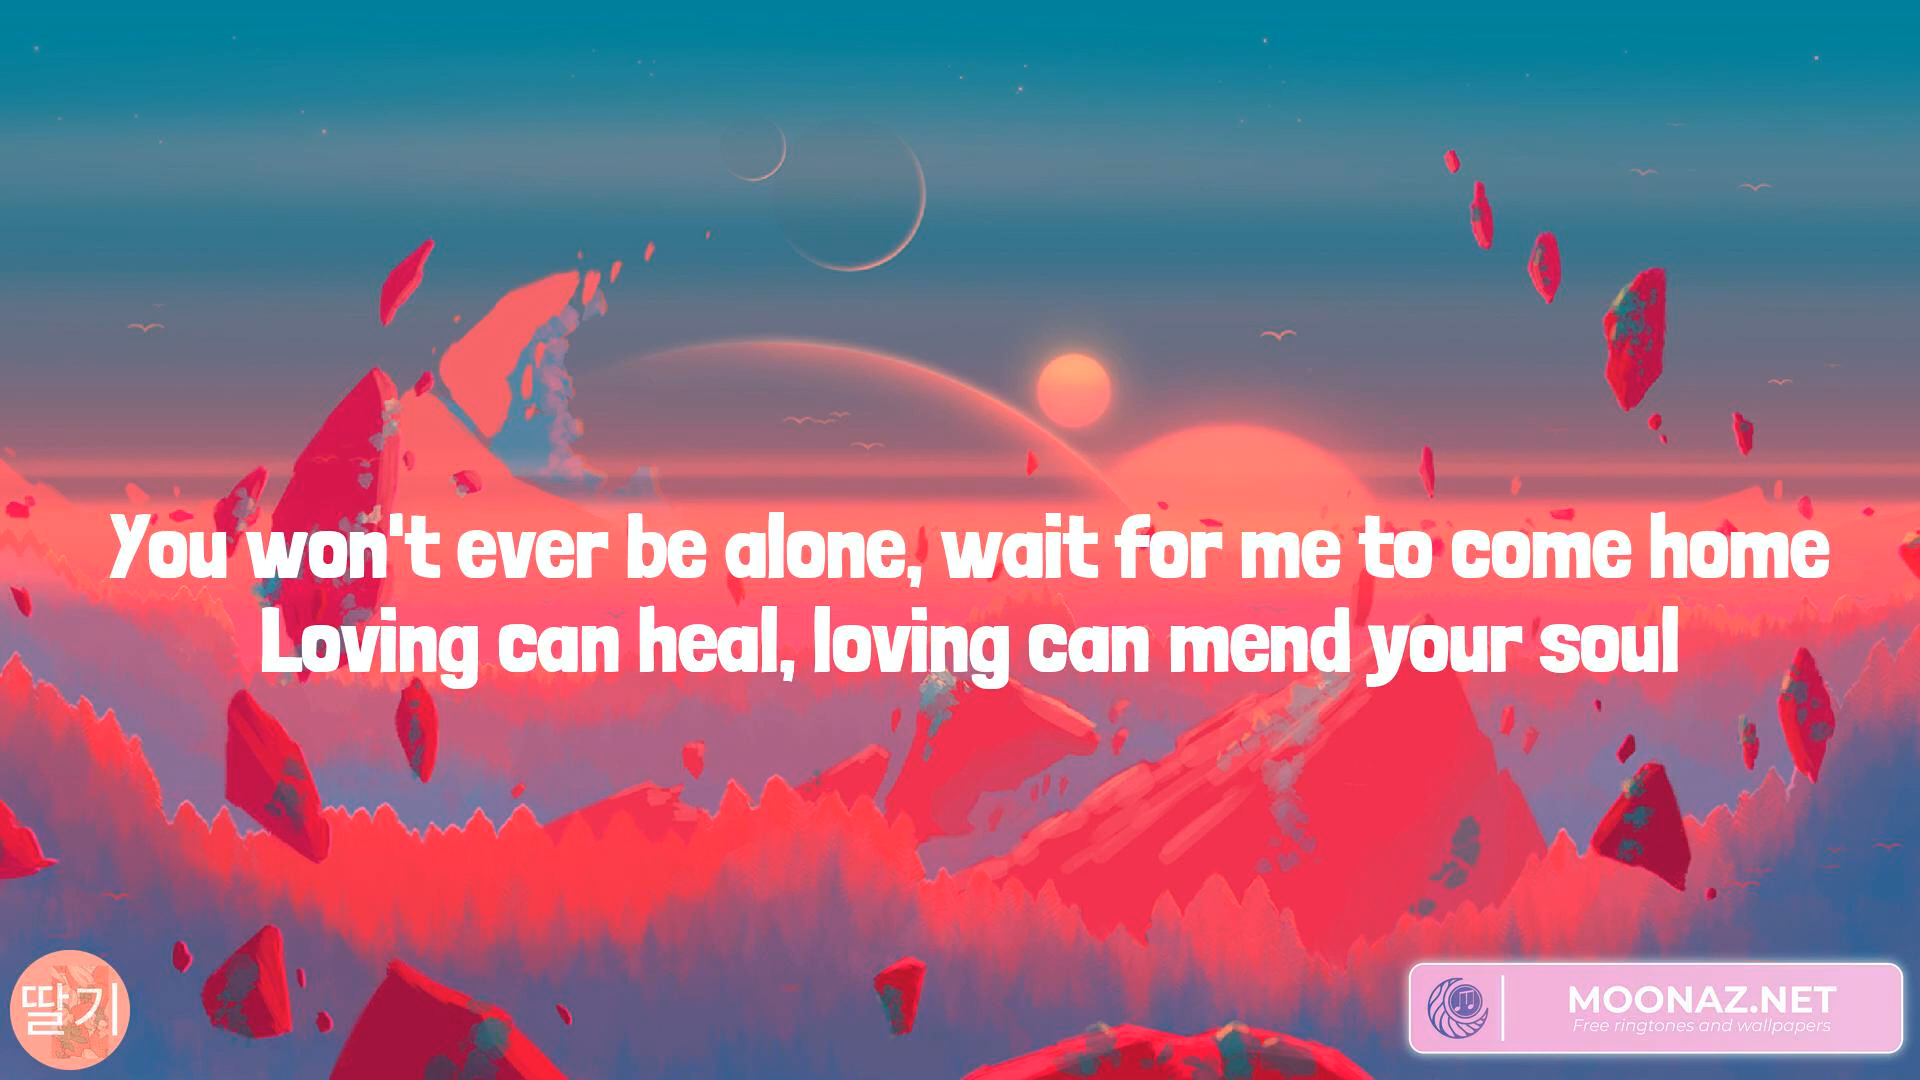 You won't ever be alone, wait for me to come home
Loving can heal, loving can mend your soul
딸기
MOONAZ.NET
Free ringtones and wallpapers